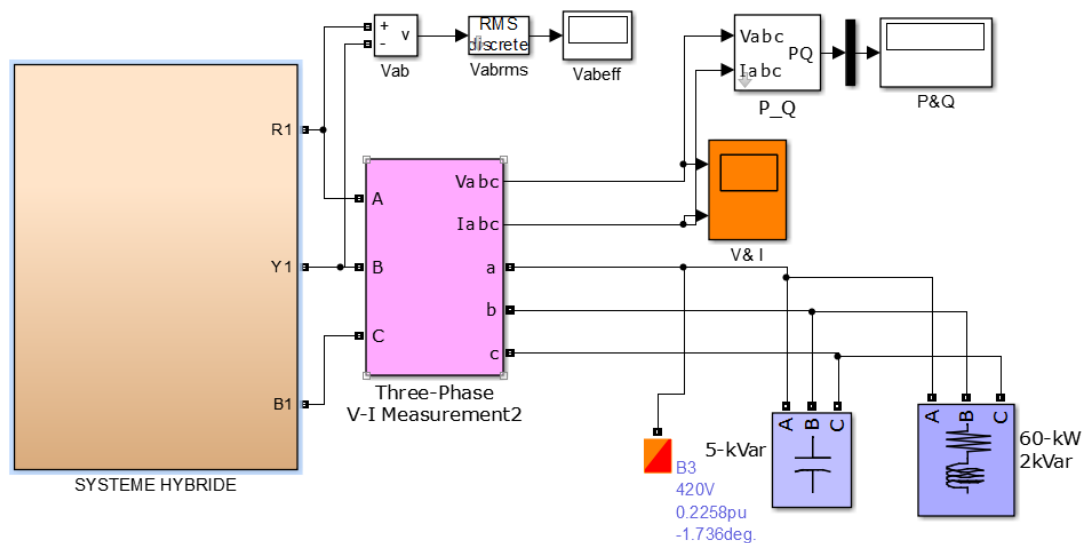 RMS
discrete
+
-
v
Vab
Vabrms
Vabeff
Vabc
Iabc
PQ
P_Q
P&Q
R1
Y1
B1
SYSTEME HYBRIDE
A
B
C
Vabc
Iabc
a
b
c
Three-Phase
V-I Measurement2
V& I
B3
420V
0.2258pu
-1.736deg.
5-kVar
A
B
C
A
B
C
60-kW
2kVar